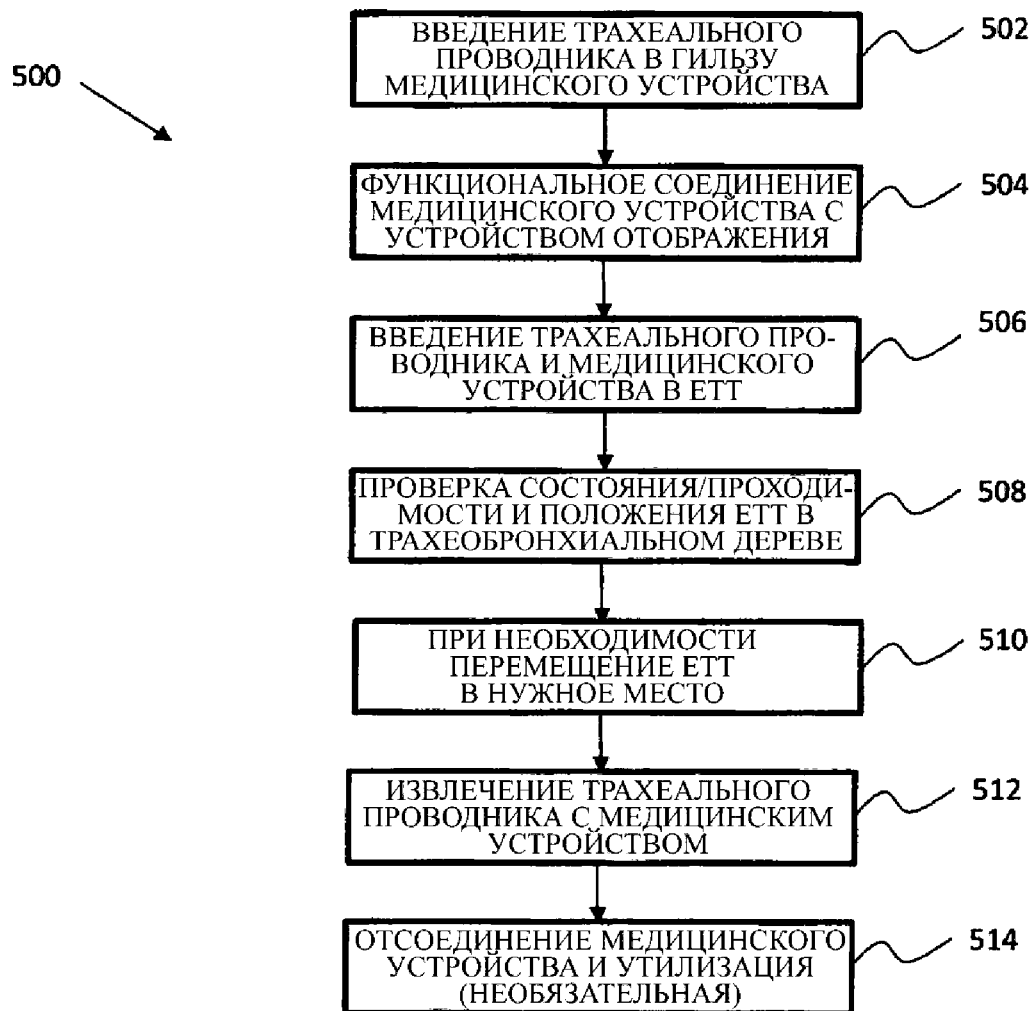 500
ВВЕДЕНИЕ ТРАХЕАЛЬНОГО
ПРОВОДНИКА В ГИЛЬЗУ
МЕДИЦИНСКОГО УСТРОЙСТВА
502
ФУНКЦИОНАЛЬНОЕ СОЕДИНЕНИЕ
МЕДИЦИНСКОГО УСТРОЙСТВА С
УСТРОЙСТВОМ ОТОБРАЖЕНИЯ
504
ВВЕДЕНИЕ ТРАХЕАЛЬНОГО ПРО-
ВОДНИКА И МЕДИЦИНСКОГО
УСТРОЙСТВА В ЕТТ
506
ПРОВЕРКА СОСТОЯНИЯ/ПРОХОДИ-
МОСТИ И ПОЛОЖЕНИЯ ЕТТ В
ТРАХЕОБРОНХИАЛЬНОМ ДЕРЕВЕ
508
ПРИ НЕОБХОДИМОСТИ
ПЕРЕМЕЩЕНИЕ ЕТТ
В НУЖНОЕ МЕСТО
510
ИЗВЛЕЧЕНИЕ ТРАХЕАЛЬНОГО
ПРОВОДНИКА С МЕДИЦИНСКИМ
УСТРОЙСТВОМ
512
ОТСОЕДИНЕНИЕ МЕДИЦИНСКОГО
УСТРОЙСТВА И УТИЛИЗАЦИЯ
(НЕОБЯЗАТЕЛЬНАЯ)
514